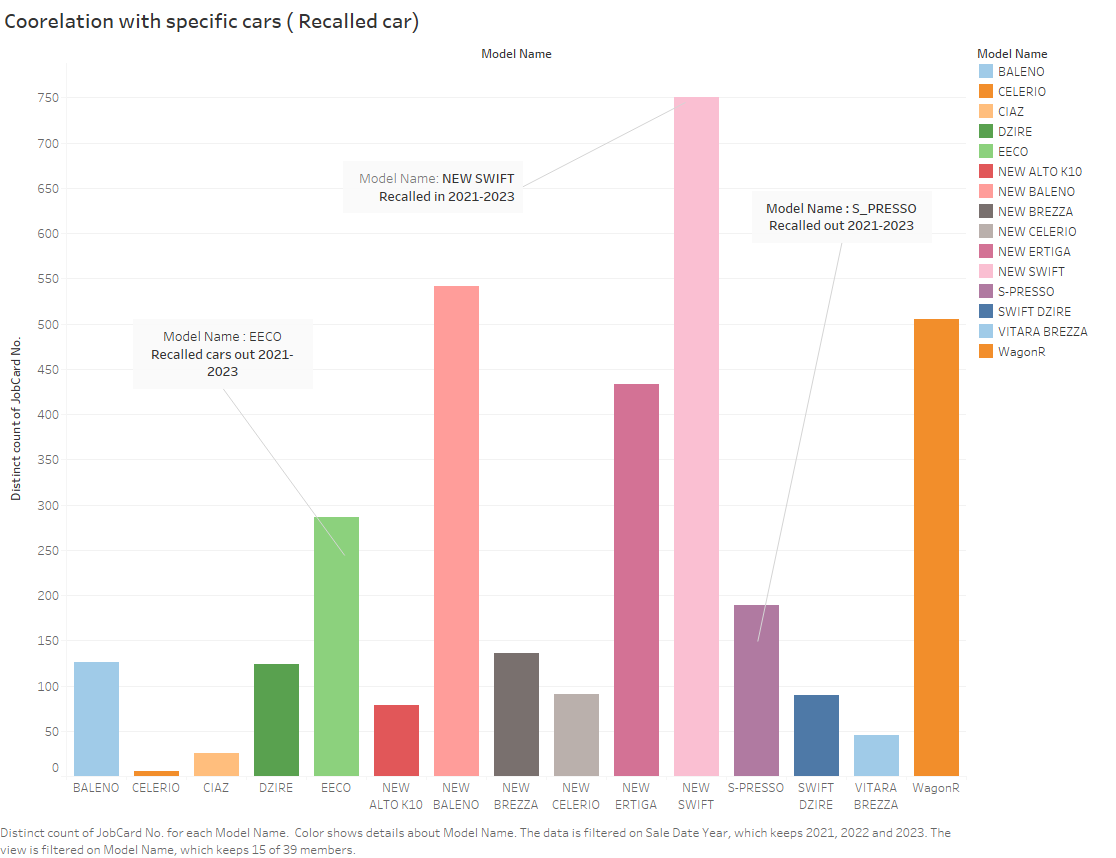 Coorelation with specific cars ( Recalled car)
Model Name
Distinct count of JobCard No.
750
700
650
600
550
500
450
400
350
300
250
200
150
100
50
0
Model Name: NEW SWIFT
Recalled in 2021-2023
Model Name : S_PRESSO
Recalled out 2021-2023
Model Name : EECO
Recalled cars out 2021-
2023
BALENO
CELERIO
CIAZ
DZIRE
EECO
NEW
ALTO K10
NEW
BALENO
NEW
BREZZA
NEW
CELERIO
NEW
ERTIGA
NEW
SWIFT
S-PRESSO
SWIFT
DZIRE
VITARA
BREZZA
WagonR
Model Name
BALENO
CELERIO
CIAZ
DZIRE
EECO
NEW ALTO K10
NEW BALENO
NEW BREZZA
NEW CELERIO
NEW ERTIGA
NEW SWIFT
S-PRESSO
SWIFT DZIRE
VITARA BREZZA
WagonR
Distinct count of JobCard No. for each Model Name.  Color shows details about Model Name. The data is filtered on Sale Date Year, which keeps 2021, 2022 and 2023. The
view is filtered on Model Name, which keeps 15 of 39 members.